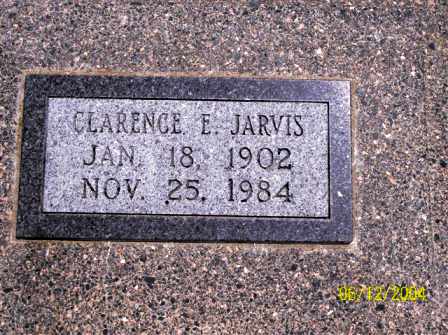 CLARENCE E. JARVIS
JAN. 18. 1902
NOV. 25. 1984
06/12/2004